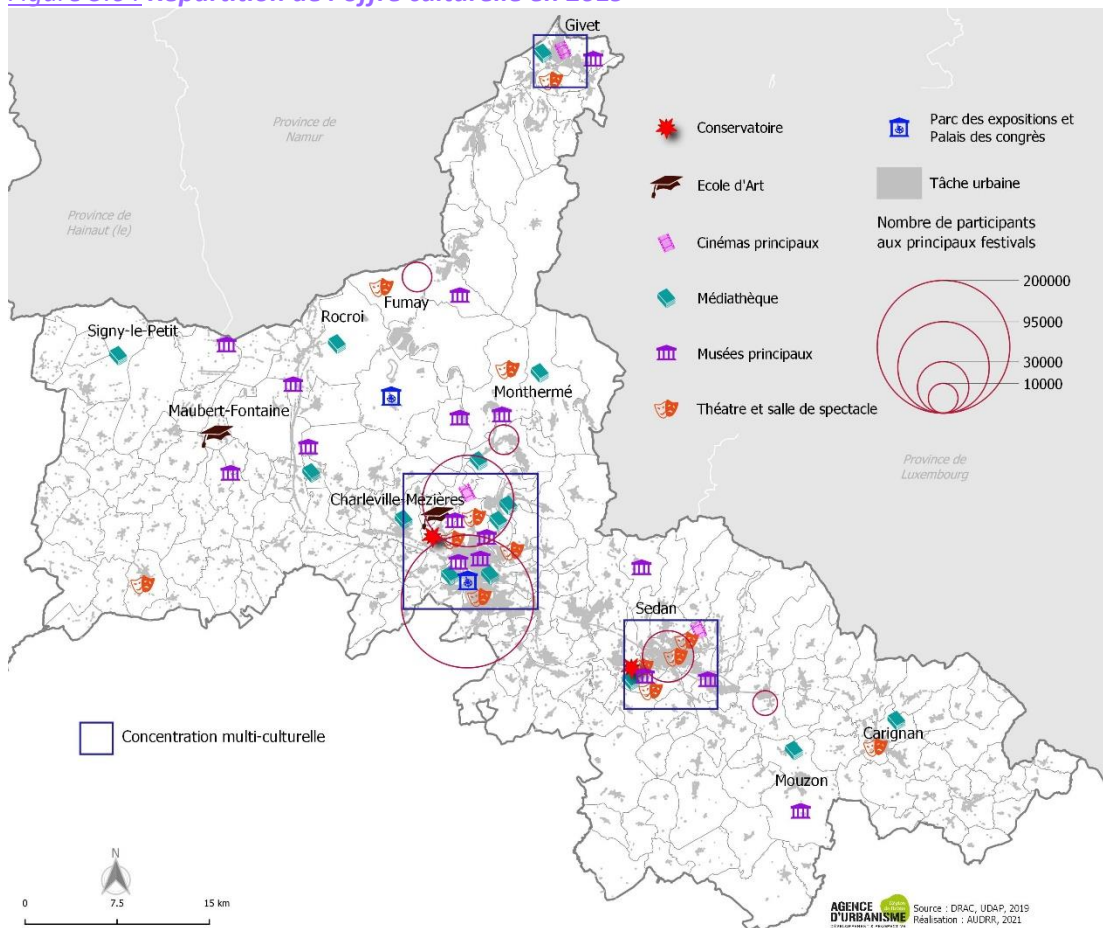 Givet
Province de
Namur
Province de
Hainaut (le)
Conservatoire
Ecole d'Art
Cinémas principaux
Médiathèque
Musées principaux
Théatre et salle de spectacle
Parc des expositions et
Palais des congrès
Tâche urbaine
Nombre de participants
aux principaux festivals
200000
95000
30000
10000
Fumay
Rocroi
Signy-le-Petit
Monthermé
Maubert-Fontaine
Province de
Luxembourg
Charleville-Mézières
Sedan
Carignan
Mouzon
Concentration multi-culturelle
N
0 7.5 15 km
AGENCE
D'URBANISME
Source : DRAC, UDAP, 2019
Réalisation : AUDRR, 2021